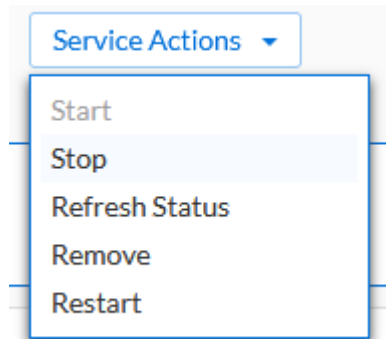 Service Actions
Start
Stop
Refresh Status
Remove
Restart